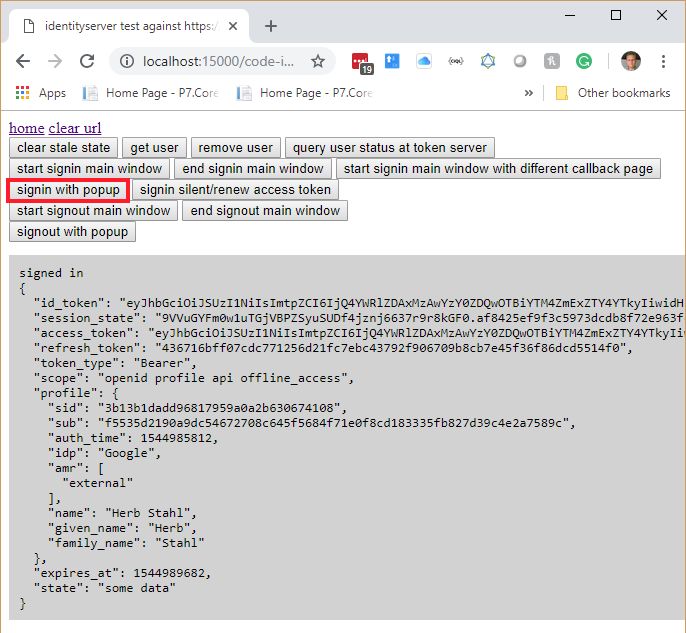 identityserver test against https:/
localhost:15000/code-i...
19
Apps Home Page - P7.Core Home Page - P7.Core » Other bookmarks
home clear url
clear stale state get user remove user query user status at token server
start signin main window end signin main window start signin main window with different callback page
signin with popup signin silent/renew access token
start signout main window end signout main window
signout with popup
signed in
{
"id_token": "eyJhbGciOiJSUzI1NiIsImtpZCI6IjQ4YWRlZDAxMzAwYzY0ZDQwOTBiYTM4ZmExZTY4YTkyIiwidH
"session_state": "9VVuGYFm0w1uTGjVBPZSyuSUDf4jznj6637r9r8kGF0.af8425ef9f3c5973dcdb8f72e963f
"access_token": "eyJhbGciOiJSUzI1NiIsImtpZCI6IjQ4YWRlZDAxMzAwYzY0ZDQwOTBiYTM4ZmExZTY4YTkyIiw
"refresh_token": "436716bff07cdc771256d21fc7ebc43792f906709b8cb7e45f36f86dcd5514f0",
"token_type": "Bearer",
"scope": "openid profile api offline_access",
"profile": {
"sid": "3b13b1dadd96817959a0a2b630674108",
"sub": "f5535d2190a9dc54672708c645f5684f71e0f8cd183335fb827d39c4e2a7589c",
"auth_time": 1544985812,
"idp": "Google",
"amr": [
"external"
],
"name": "Herb Stahl",
"given_name": "Herb",
"family_name": "Stahl"
},
"expires_at": 1544989682,
"state": "some data"
}